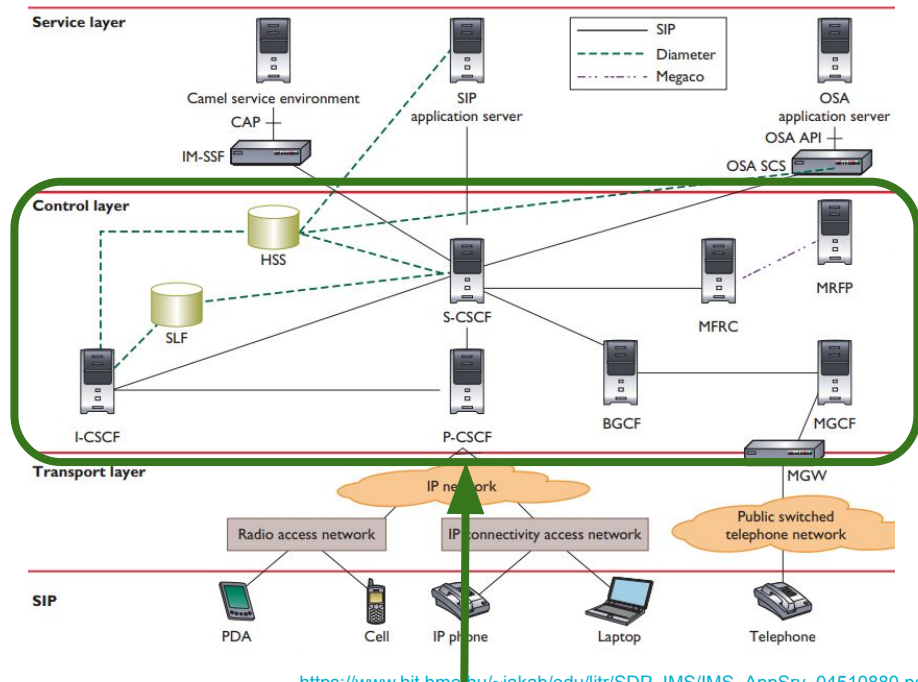 Service layer
SIP
Diameter
Megaco
Camel service environment
CAP
IM-SSF
SIP
application server
OSA
application server
OSA API
OSA SCS
Control layer
HSS
SLF
S-CSCF
MFRC
MRFP
I-CSCF
P-CSCF
BGCF
MGCF
Transport layer
IP network
MGW
Radio access network
IP connectivity access network
Public switched
telephone network
SIP
PDA
Cell
IP phone
Laptop
Telephone